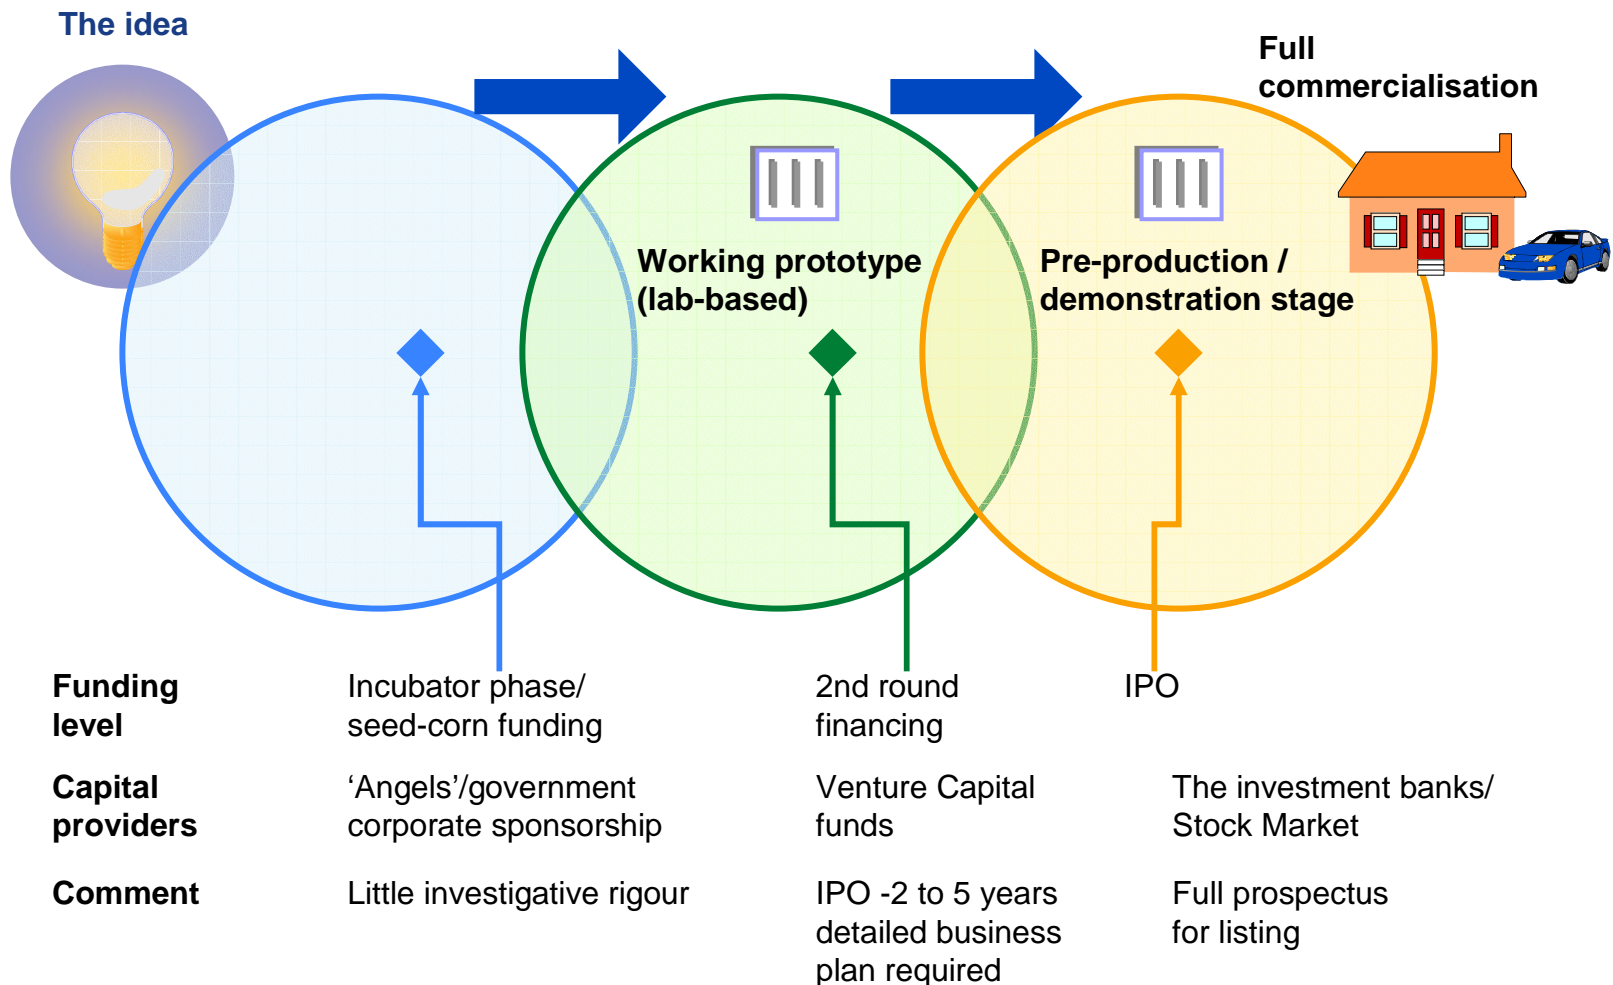 The idea
Full
commercialisation
Working prototype
(lab-based)
Pre-production /
demonstration stage
Funding
level
Incubator phase/
seed-corn funding
2nd round
financing
IPO
Capital
providers
‘Angels’/government
corporate sponsorship
Venture Capital
funds
The investment banks/
Stock Market
Comment
Little investigative rigour
IPO -2 to 5 years
detailed business
plan required
Full prospectus
for listing